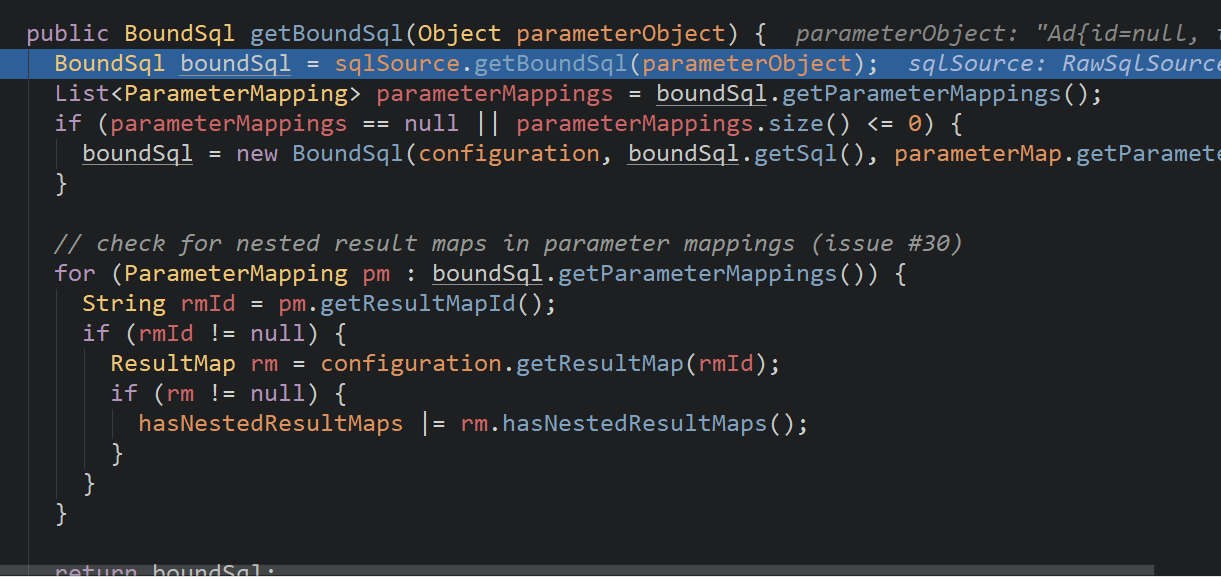 public BoundSql getBoundSql(Object parameterObject) {  parameterObject: "Ad{id=null,
BoundSql boundSql = sqlSource.getBoundSql(parameterObject);  sqlSource: RawSqlSource
List<ParameterMapping> parameterMappings = boundSql.getParameterMappings();
if (parameterMappings == null || parameterMappings.size() <= 0) {
boundSql = new BoundSql(configuration, boundSql.getSql(), parameterMap.getParamete
}
// check for nested result maps in parameter mappings (issue #30)
for (ParameterMapping pm : boundSql.getParameterMappings()) {
String rmId = pm.getResultMapId();
if (rmId != null) {
ResultMap rm = configuration.getResultMap(rmId);
if (rm != null) {
hasNestedResultMaps |= rm.hasNestedResultMaps();
}
}
}
return boundSql;